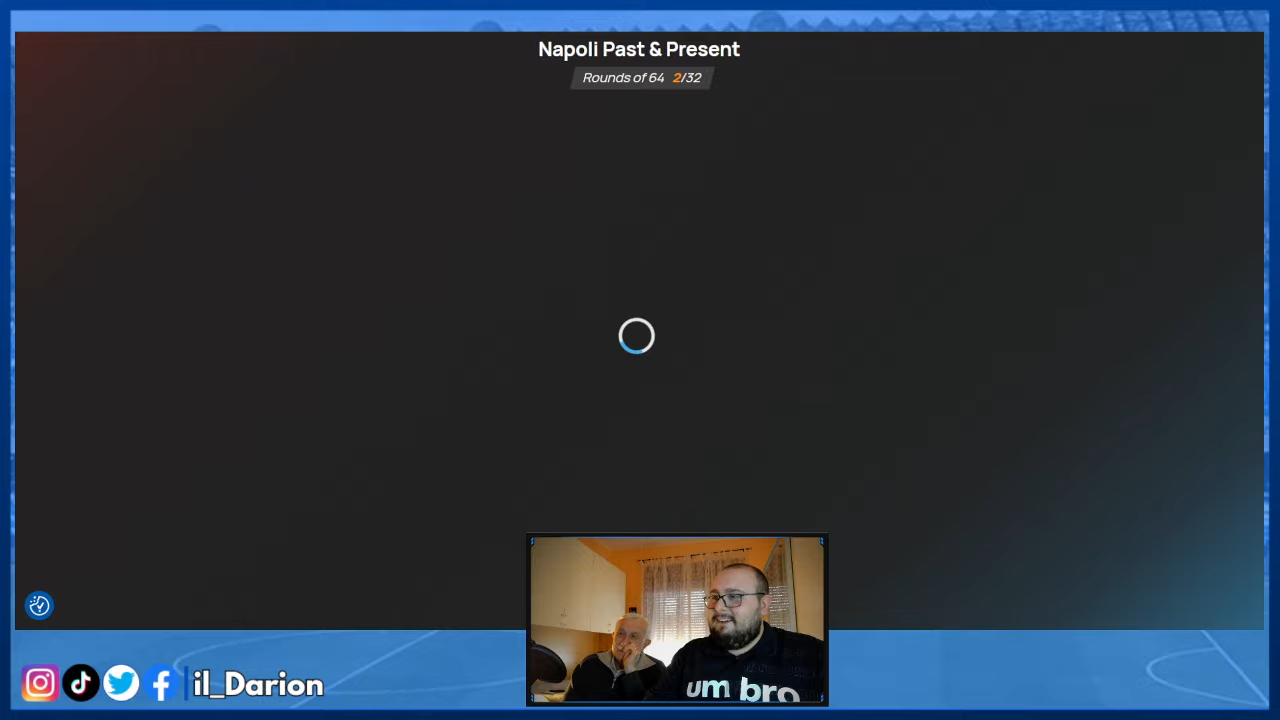 Napoli Past & Present
Rounds of 64 2/32
umbro
il_Darion